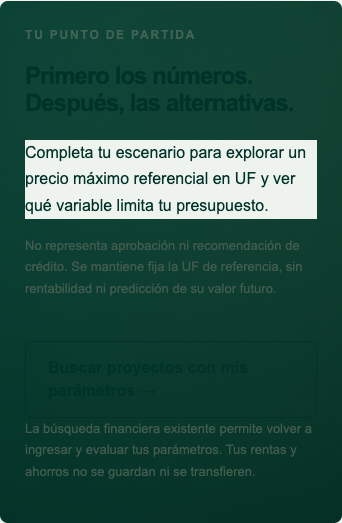 TU PUNTO DE PARTIDA
Primero los números.
Después, las alternativas.
Completa tu escenario para explorar un
precio máximo referencial en UF y ver
qué variable limita tu presupuesto.
No representa aprobación ni recomendación de
crédito. Se mantiene fija la UF de referencia, sin
rentabilidad ni predicción de su valor futuro.
Buscar proyectos con mis
parámetros →
La búsqueda financiera existente permite volver a
ingresar y evaluar tus parámetros. Tus rentas y
ahorros no se guardan ni se transfieren.